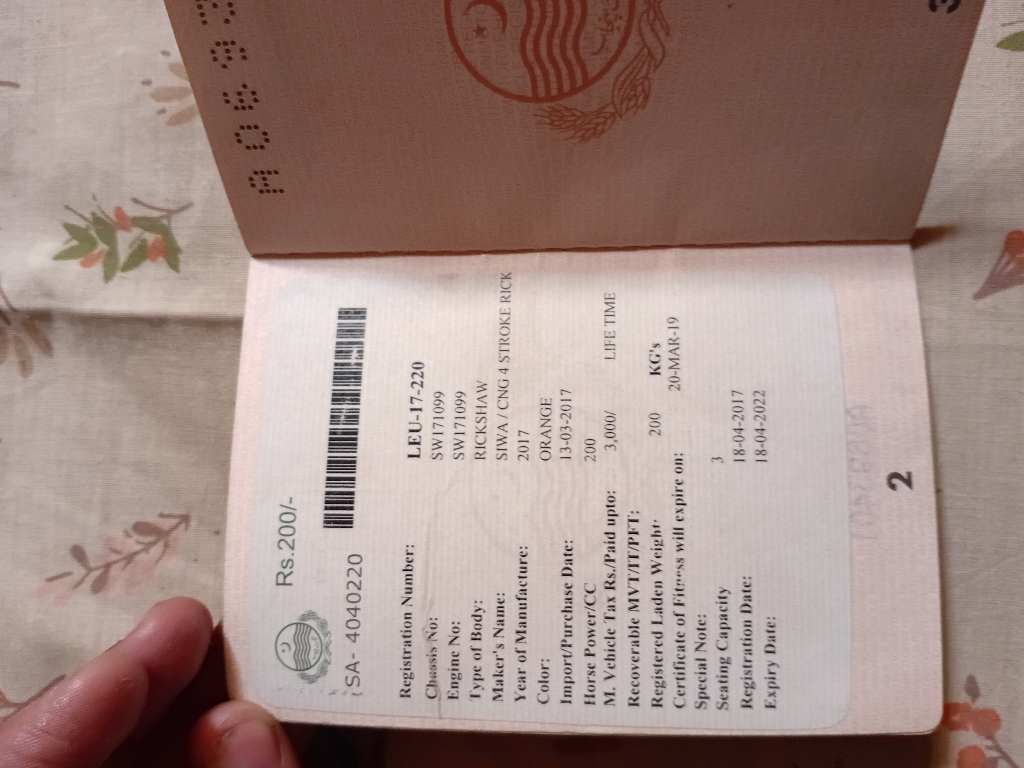 Rs.200/-
SA- 4040220
Registration Number: LEU-17-220
Chassis No: SW171099
Engine No: SW171099
Type of Body: RICKSHAW
Maker's Name: SIWA / CNG 4 STROKE RICK
Year of Manufacture: 2017
Color: ORANGE
Import/Purchase Date: 13-03-2017
Horse Power/CC 200
M. Vehicle Tax Rs./Paid upto: 3,000/ LIFE TIME
Recoverable MVT/IT/PFT:
Registered Laden Weight: 200 KG's
Certificate of Fitness will expire on: 20-MAR-19
Special Note:
Seating Capacity 3
Registration Date: 18-04-2017
Expiry Date: 18-04-2022
2
3